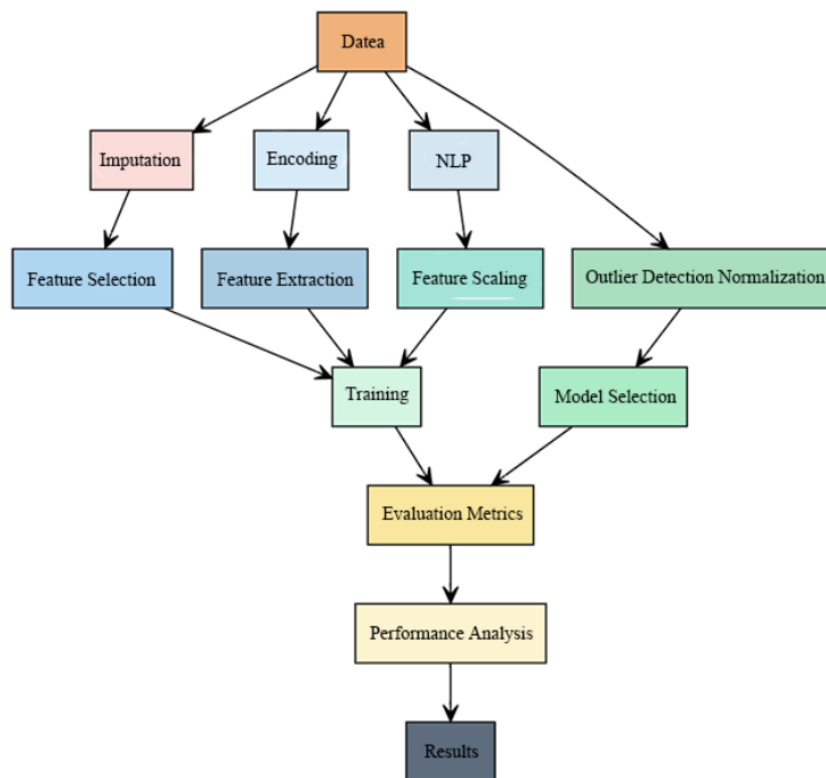 Datea
Imputation
Encoding
NLP
Feature Selection
Feature Extraction
Feature Scaling
Outlier Detection Normalization
Training
Model Selection
Evaluation Metrics
Performance Analysis
Results